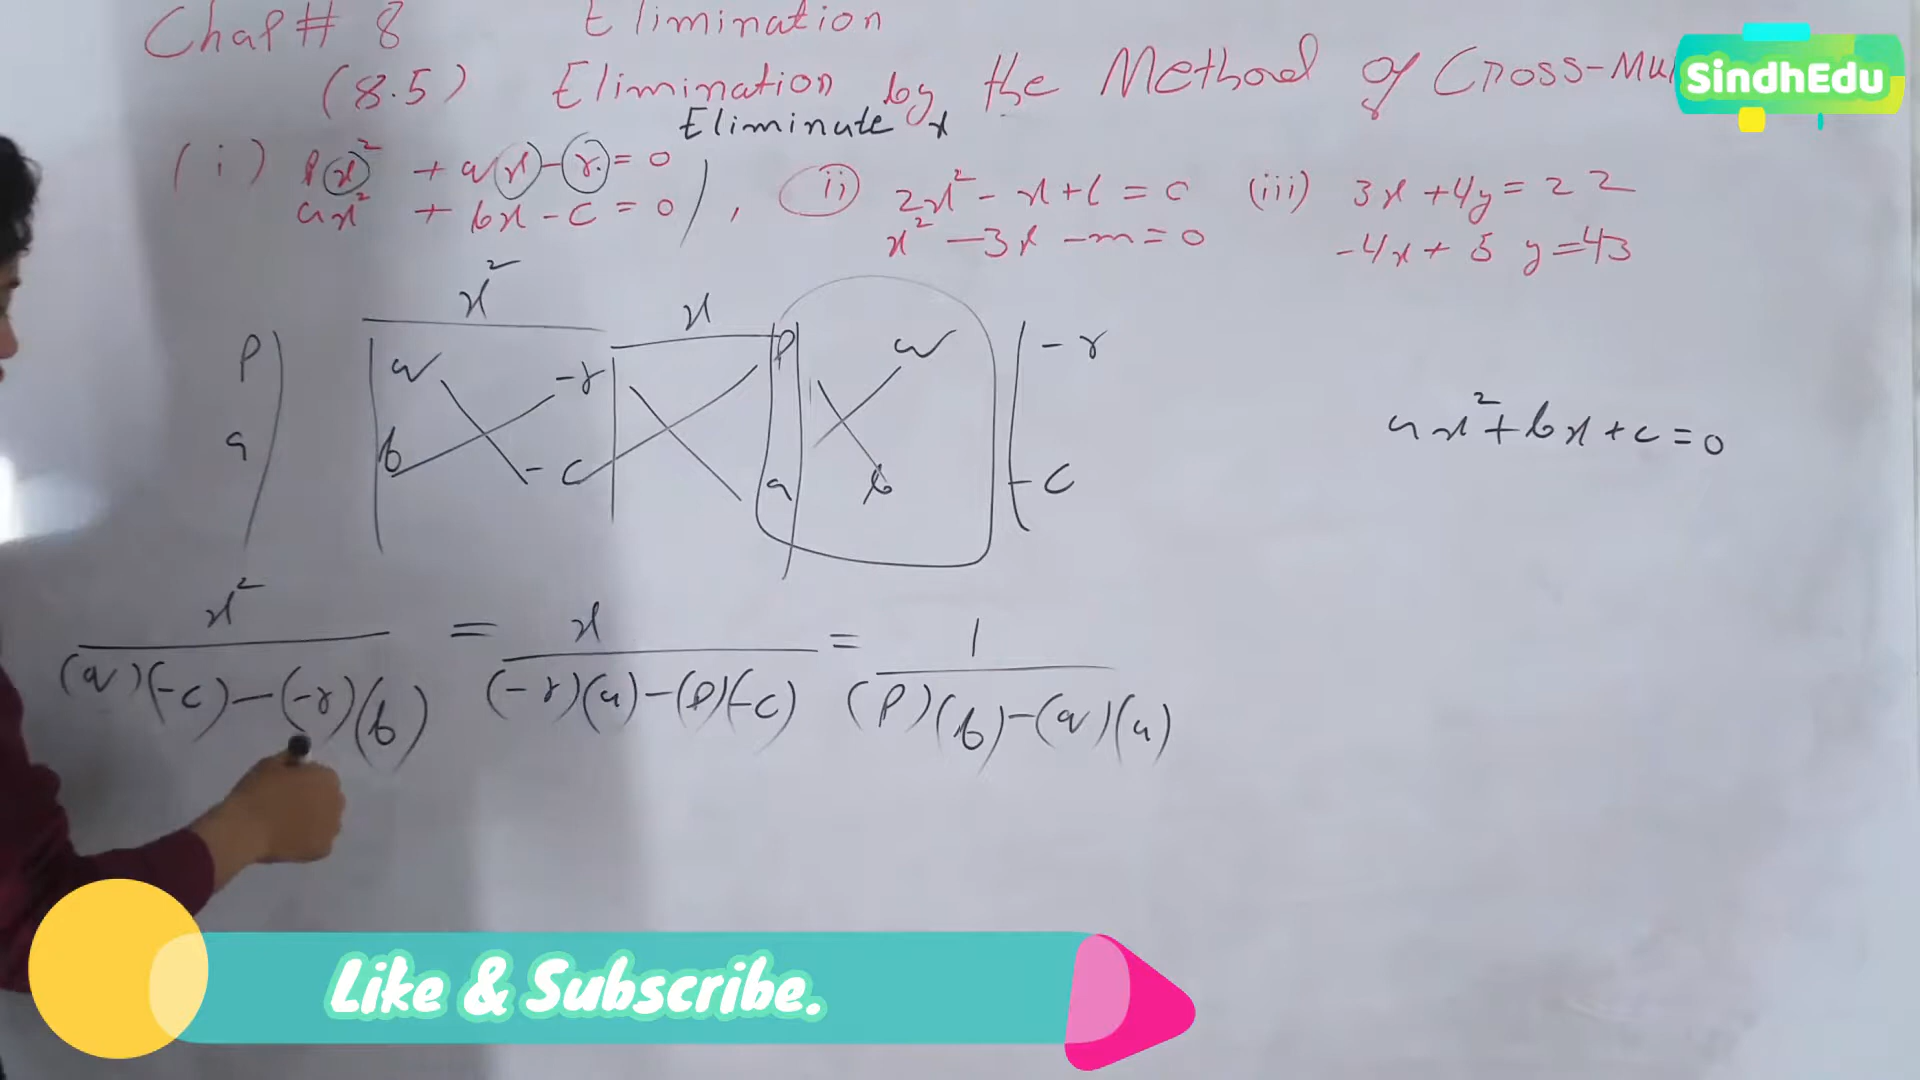 Chap # 8 Elimination
(8.5) Elimination by the Method of Cross-Mul
SindhEdu
Eliminate x
(i) px² + qx - r = 0
ax² + bx - c = 0
, ii) 2x² - x + l = 0
x² - 3x - m = 0
(iii) 3x + 4y = 22
-4x + 5y = 43
x² x
p q -r p q -r
a b -c a b -c
ax² + bx + c = 0
x² / (q)(-c) - (-r)(b) = x / (-r)(a) - (p)(-c) = 1 / (p)(b) - (q)(a)
Like & Subscribe.